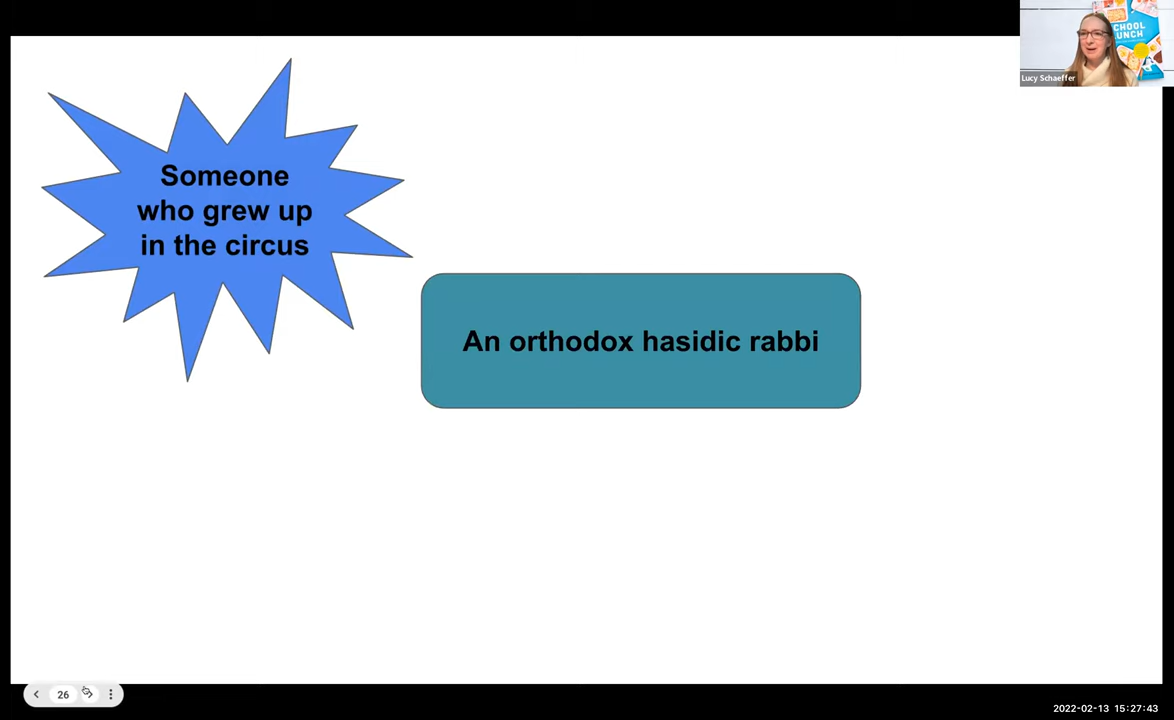 Someone
who grew up
in the circus
An orthodox hasidic rabbi
Lucy Schaeffer
26
2022-02-13 15:27:43